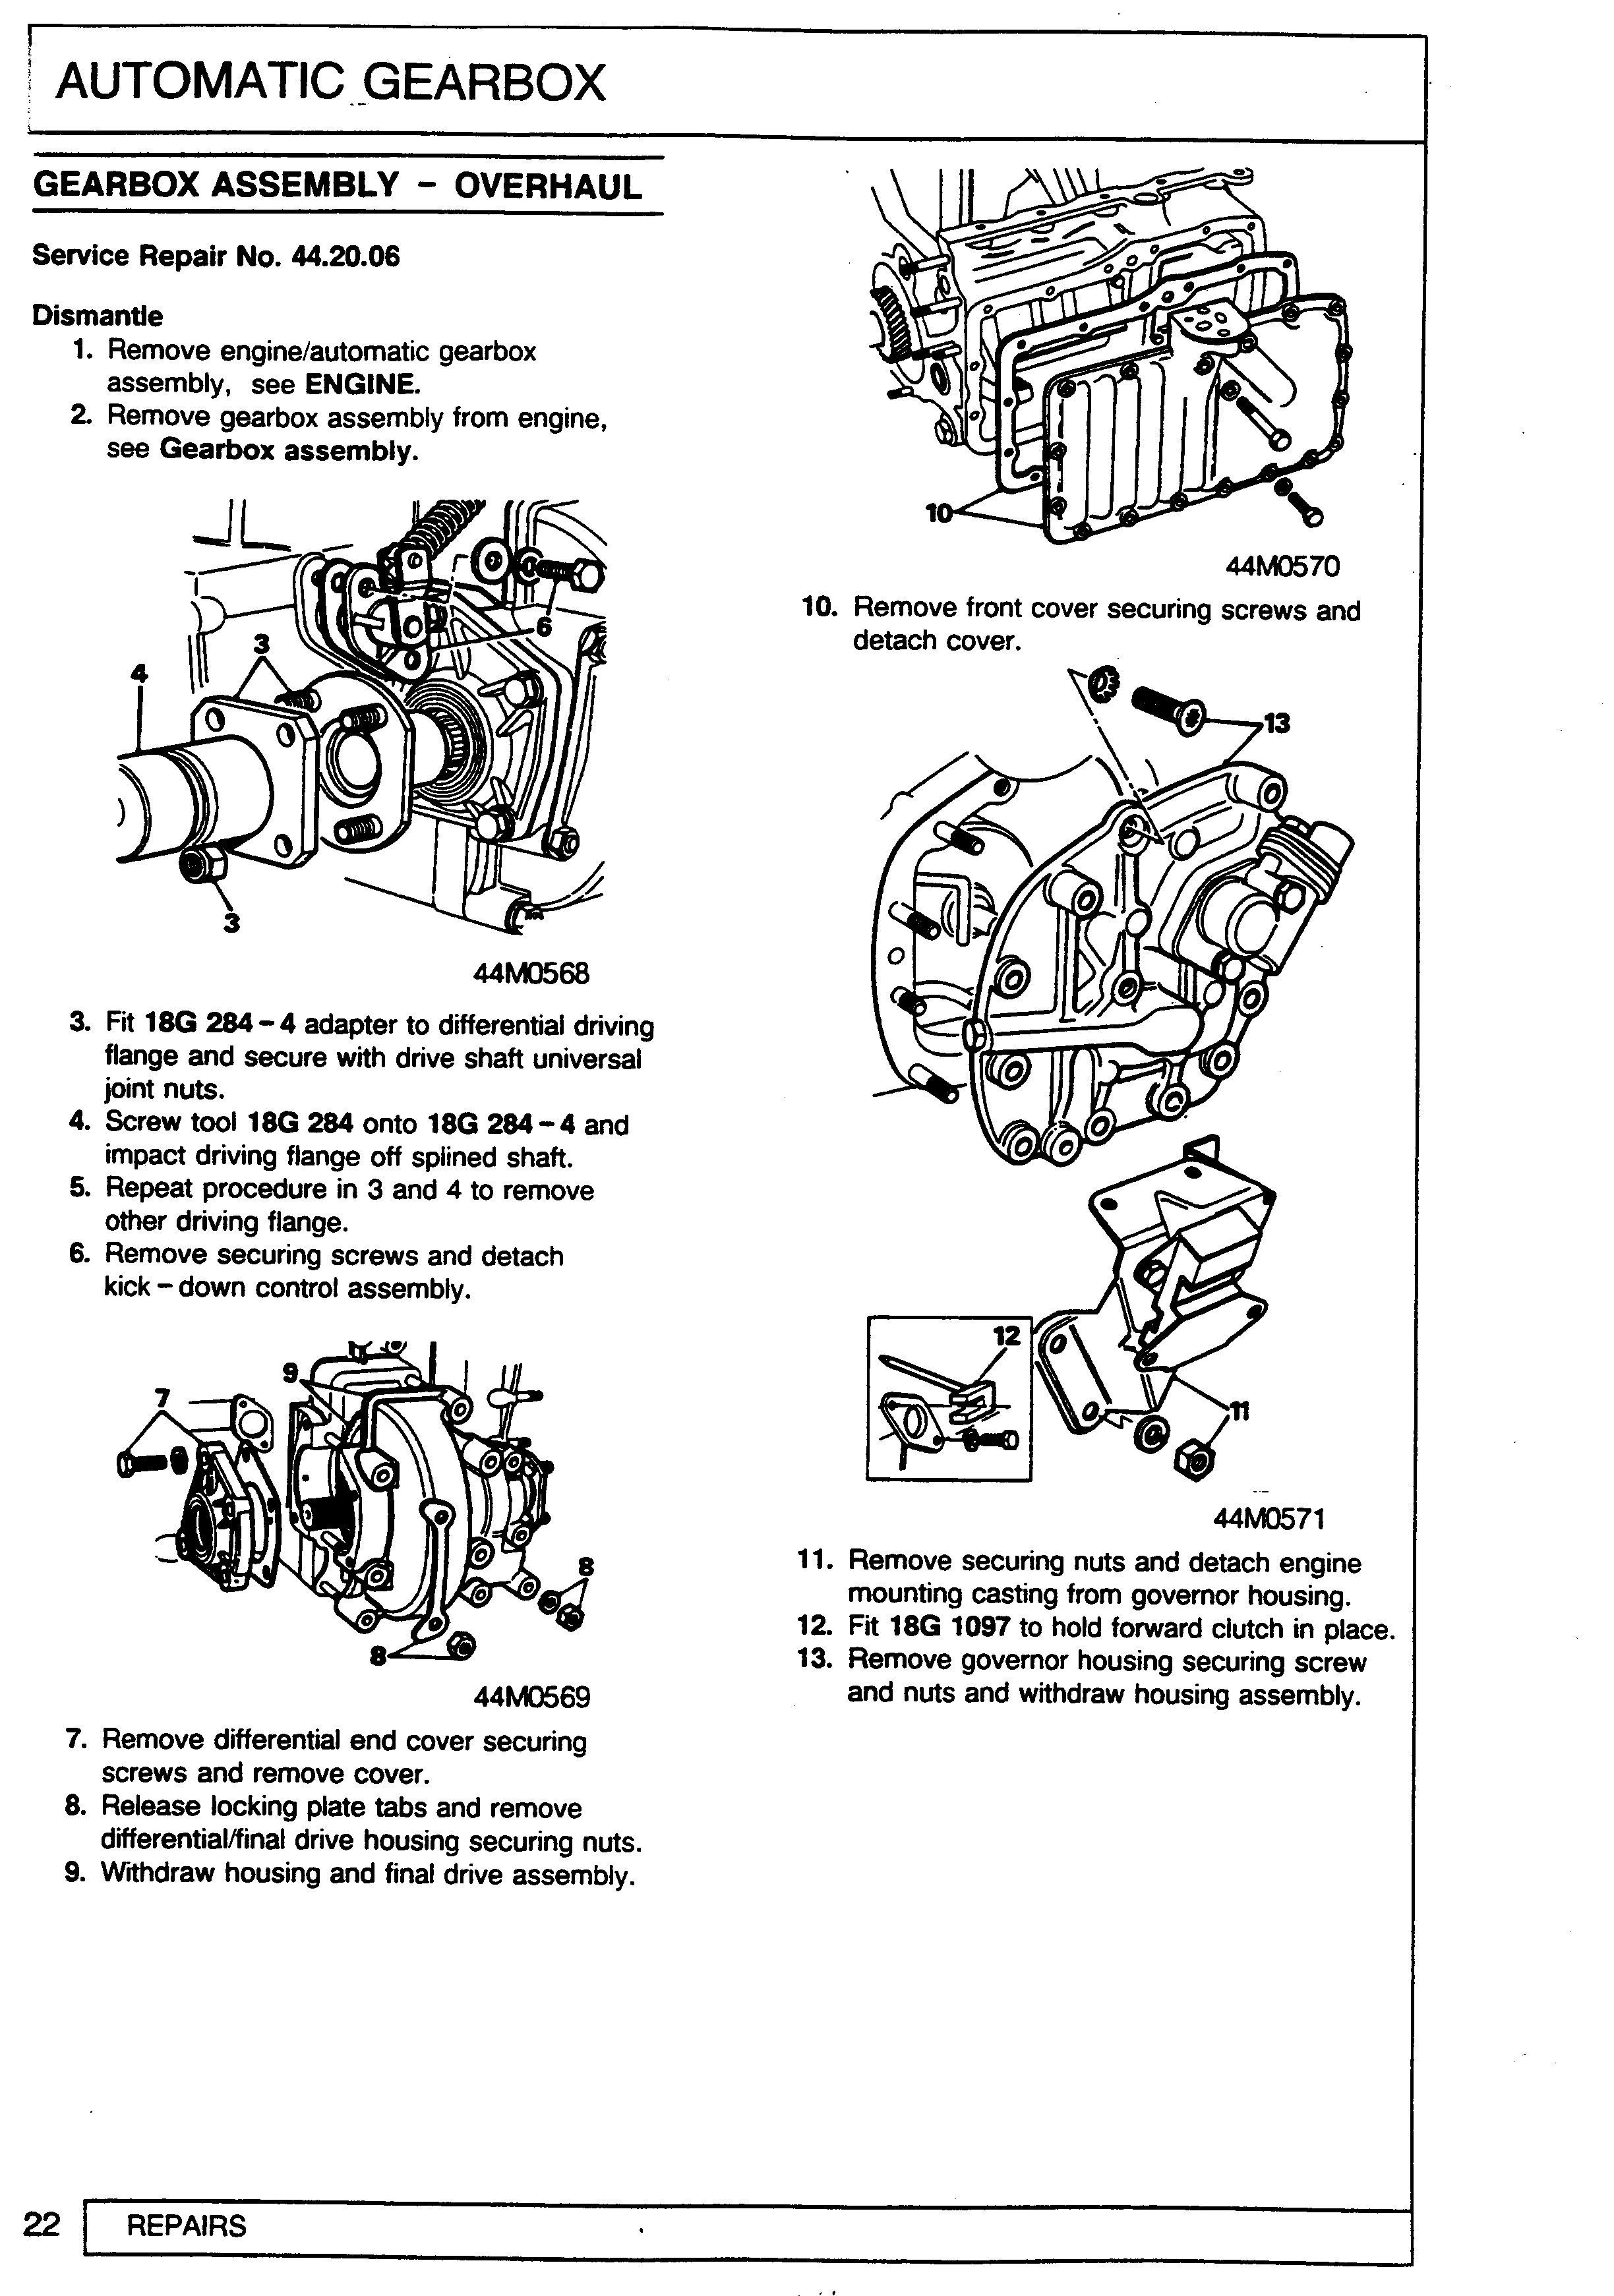 AUTOMATIC GEARBOX
GEARBOX ASSEMBLY - OVERHAUL
Service Repair No. 44.20.06
Dismantle
1. Remove engine/automatic gearbox
assembly, see ENGINE.
2. Remove gearbox assembly from engine,
see Gearbox assembly.
6
3
4
3
44M0568
3. Fit 18G 284-4 adapter to differential driving
flange and secure with drive shaft universal
joint nuts.
4. Screw tool 18G 284 onto 18G 284-4 and
impact driving flange off splined shaft.
5. Repeat procedure in 3 and 4 to remove
other driving flange.
6. Remove securing screws and detach
kick-down control assembly.
9
7
8
8
44M0569
7. Remove differential end cover securing
screws and remove cover.
8. Release locking plate tabs and remove
differential/final drive housing securing nuts.
9. Withdraw housing and final drive assembly.
10
44M0570
10. Remove front cover securing screws and
detach cover.
13
12
11
44M0571
11. Remove securing nuts and detach engine
mounting casting from governor housing.
12. Fit 18G 1097 to hold forward clutch in place.
13. Remove governor housing securing screw
and nuts and withdraw housing assembly.
22 REPAIRS